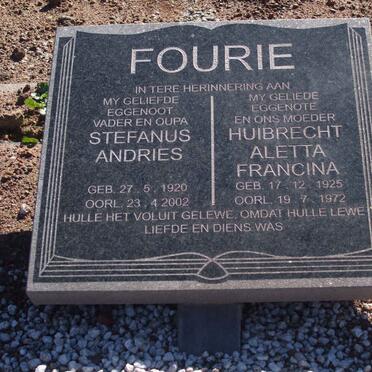 FOURIE
IN TERE HERINNERING AAN
MY GELIEFDE
EGGENOOT
VADER EN OUPA
STEFANUS
ANDRIES
GEB. 27 . 5 . 1920
OORL. 23 . 4 . 2002
MY GELIEDE
EGGENOTE
EN ONS MOEDER
HUIBRECHT
ALETTA
FRANCINA
GEB. 17 . 12 . 1925
OORL. 19 . 7 . 1972
HULLE HET VOLUIT GELEWE, OMDAT HULLE LEWE
LIEFDE EN DIENS WAS